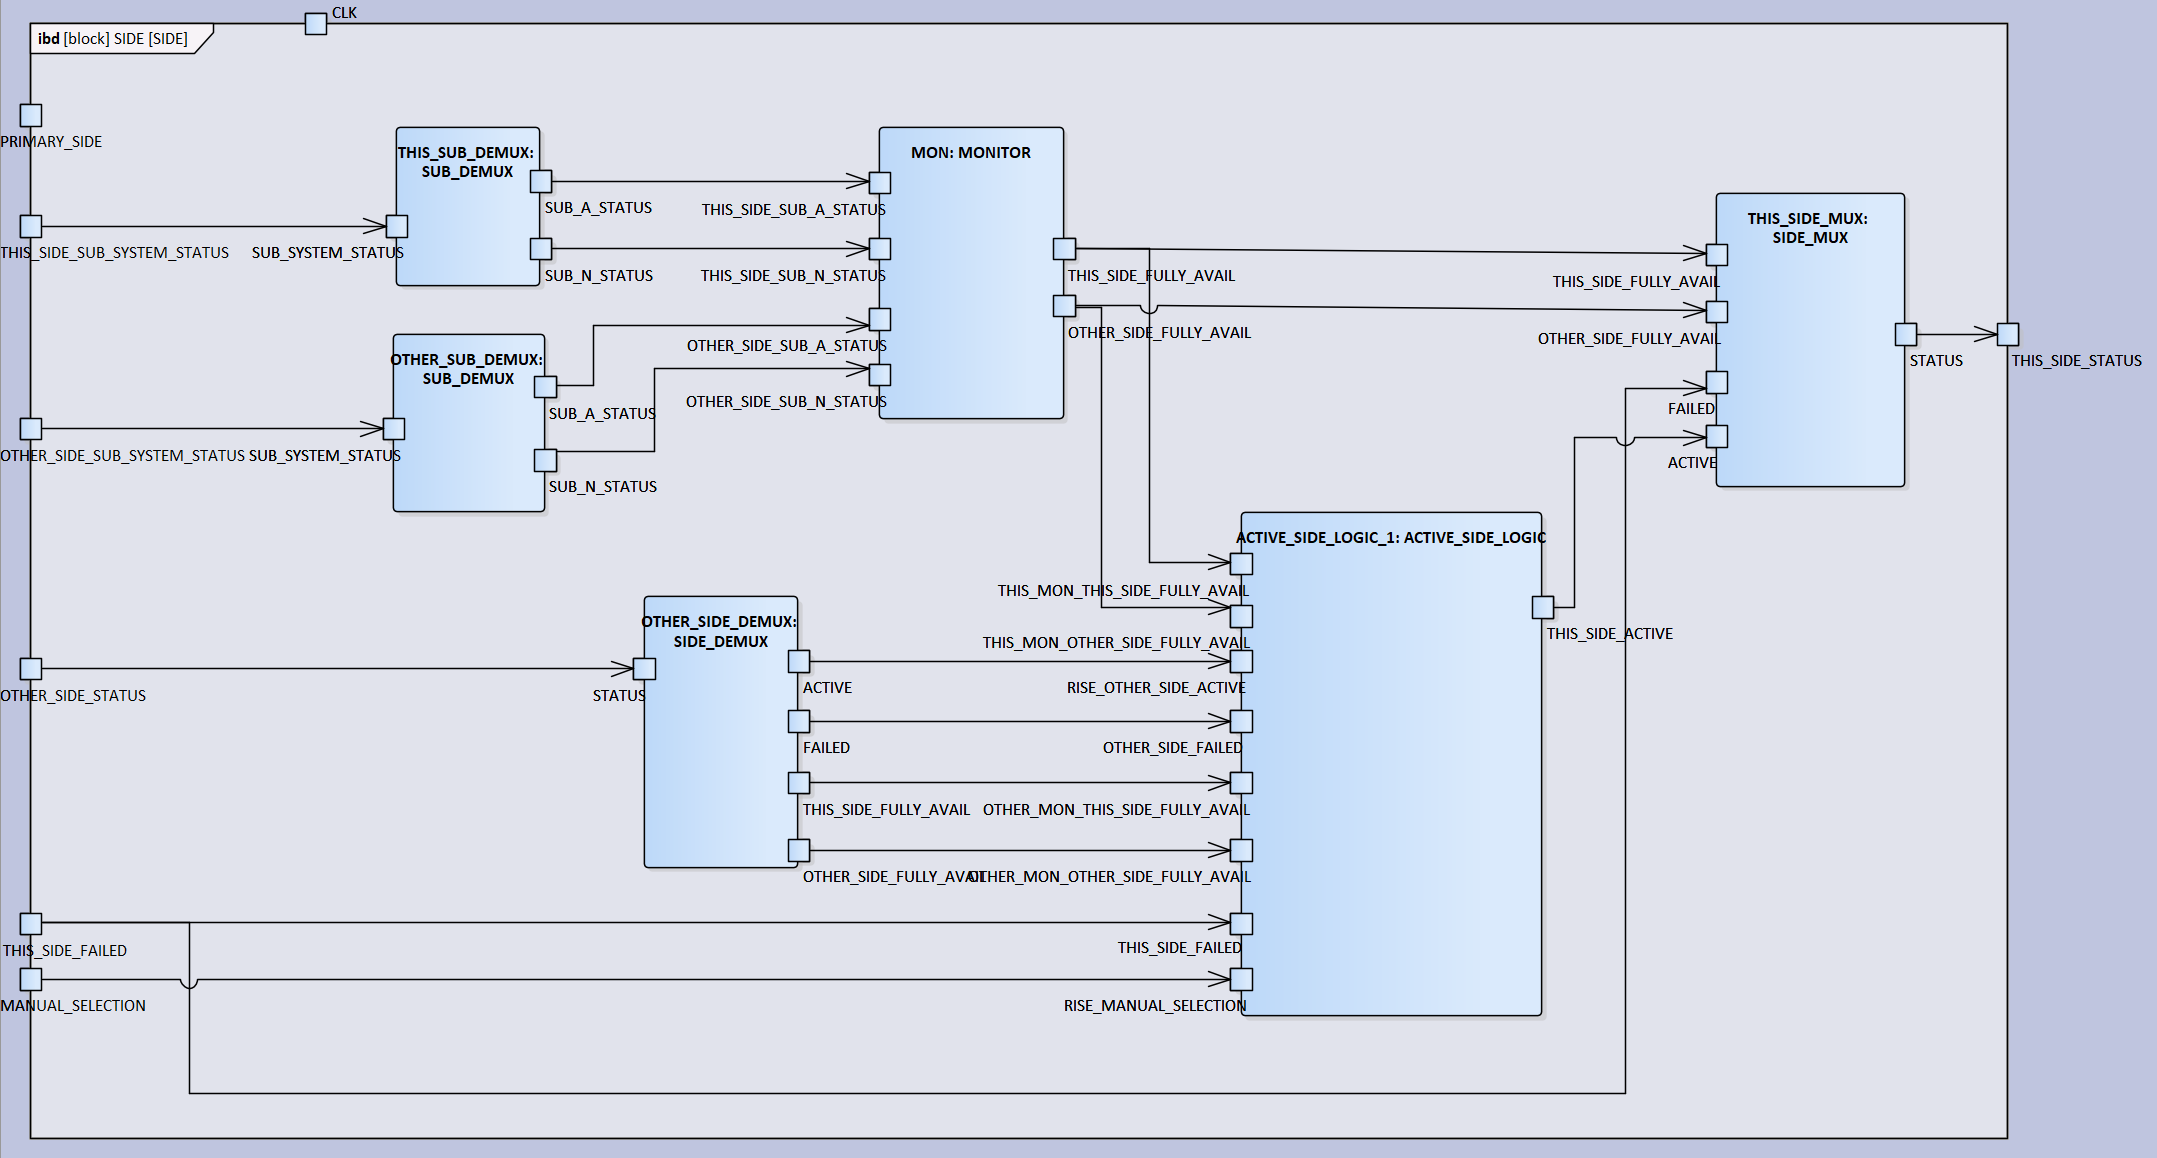 CLK
ibd [block] SIDE [SIDE]
PRIMARY_SIDE
THIS_SUB_DEMUX:
SUB_DEMUX
MON: MONITOR
SUB_A_STATUS
THIS_SIDE_SUB_A_STATUS
THIS_SIDE_MUX:
SIDE_MUX
THIS_SIDE_SUB_SYSTEM_STATUS
SUB_SYSTEM_STATUS
SUB_N_STATUS
THIS_SIDE_SUB_N_STATUS
THIS_SIDE_FULLY_AVAIL
THIS_SIDE_FULLY_AVAIL
OTHER_SUB_DEMUX:
SUB_DEMUX
OTHER_SIDE_SUB_A_STATUS
OTHER_SIDE_FULLY_AVAIL
OTHER_SIDE_FULLY_AVAIL
STATUS
THIS_SIDE_STATUS
SUB_A_STATUS
OTHER_SIDE_SUB_N_STATUS
FAILED
OTHER_SIDE_SUB_SYSTEM_STATUS
SUB_SYSTEM_STATUS
ACTIVE
SUB_N_STATUS
ACTIVE_SIDE_LOGIC_1: ACTIVE_SIDE_LOGIC
THIS_MON_THIS_SIDE_FULLY_AVAIL
OTHER_SIDE_DEMUX:
SIDE_DEMUX
THIS_MON_OTHER_SIDE_FULLY_AVAIL
THIS_SIDE_ACTIVE
OTHER_SIDE_STATUS
STATUS
ACTIVE
RISE_OTHER_SIDE_ACTIVE
FAILED
OTHER_SIDE_FAILED
THIS_SIDE_FULLY_AVAIL
OTHER_MON_THIS_SIDE_FULLY_AVAIL
OTHER_SIDE_FULLY_AVAIL
OTHER_MON_OTHER_SIDE_FULLY_AVAIL
THIS_SIDE_FAILED
THIS_SIDE_FAILED
MANUAL_SELECTION
RISE_MANUAL_SELECTION